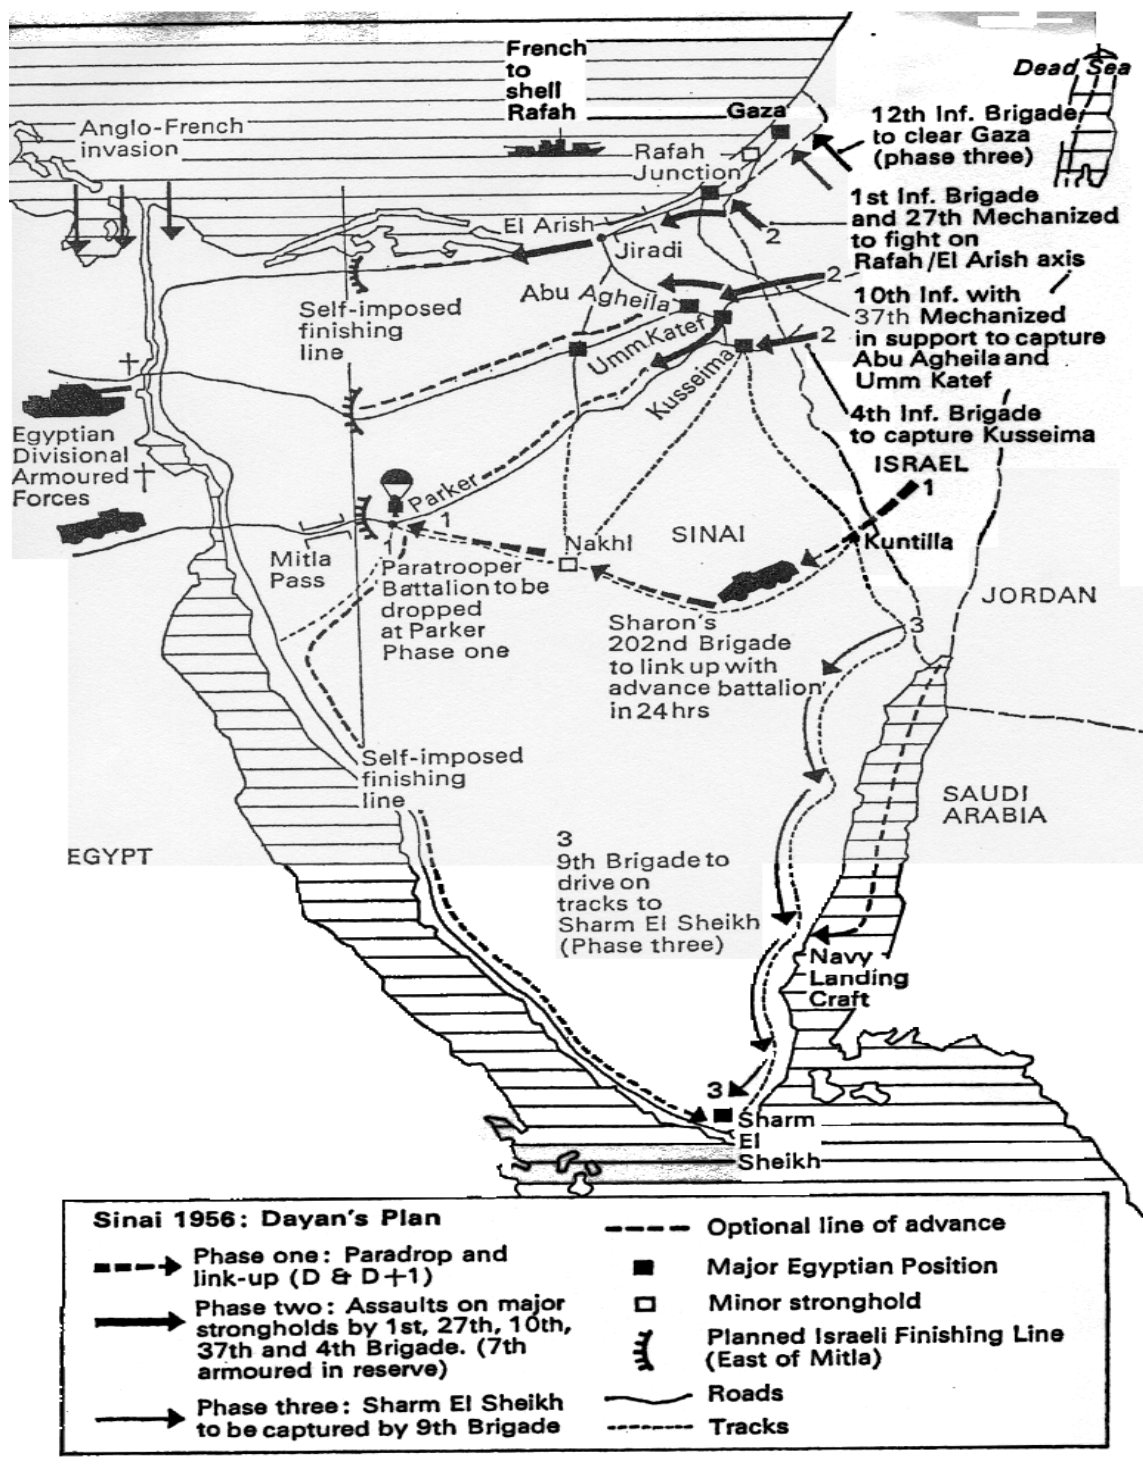 French
to
shell
Rafah
Dead Sea
Gaza
12th Inf. Brigade
to clear Gaza
(phase three)
Anglo-French
invasion
Rafah
Junction
1st Inf. Brigade
and 27th Mechanized
to fight on
Rafah/El Arish axis
2
El Arish
Jiradi
2
Abu Agheila
10th Inf. with
37th Mechanized
in support to capture
Abu Agheila and
Umm Katef
Self-imposed
finishing
line
Umm Katef
2
Kusseima
4th Inf. Brigade
to capture Kusseima
Egyptian
Divisional
Armoured
Forces
ISRAEL
1
Parker
1
Nakhl
SINAI
Kuntilla
Mitla
Pass
1
Paratrooper
Battalion to be
dropped
at Parker
Phase one
JORDAN
3
Sharon's
202nd Brigade
to link up with
advance battalion
in 24hrs
Self-imposed
finishing
line
SAUDI
ARABIA
EGYPT
3
9th Brigade to
drive on
tracks to
Sharm El Sheikh
(Phase three)
Navy
Landing
Craft
3
Sharm
El
Sheikh
Sinai 1956: Dayan's Plan
Phase one: Paradrop and
link-up (D & D+1)
Phase two: Assaults on major
strongholds by 1st, 27th, 10th,
37th and 4th Brigade. (7th
armoured in reserve)
Phase three: Sharm El Sheikh
to be captured by 9th Brigade
Optional line of advance
Major Egyptian Position
Minor stronghold
Planned Israeli Finishing Line
(East of Mitla)
Roads
Tracks